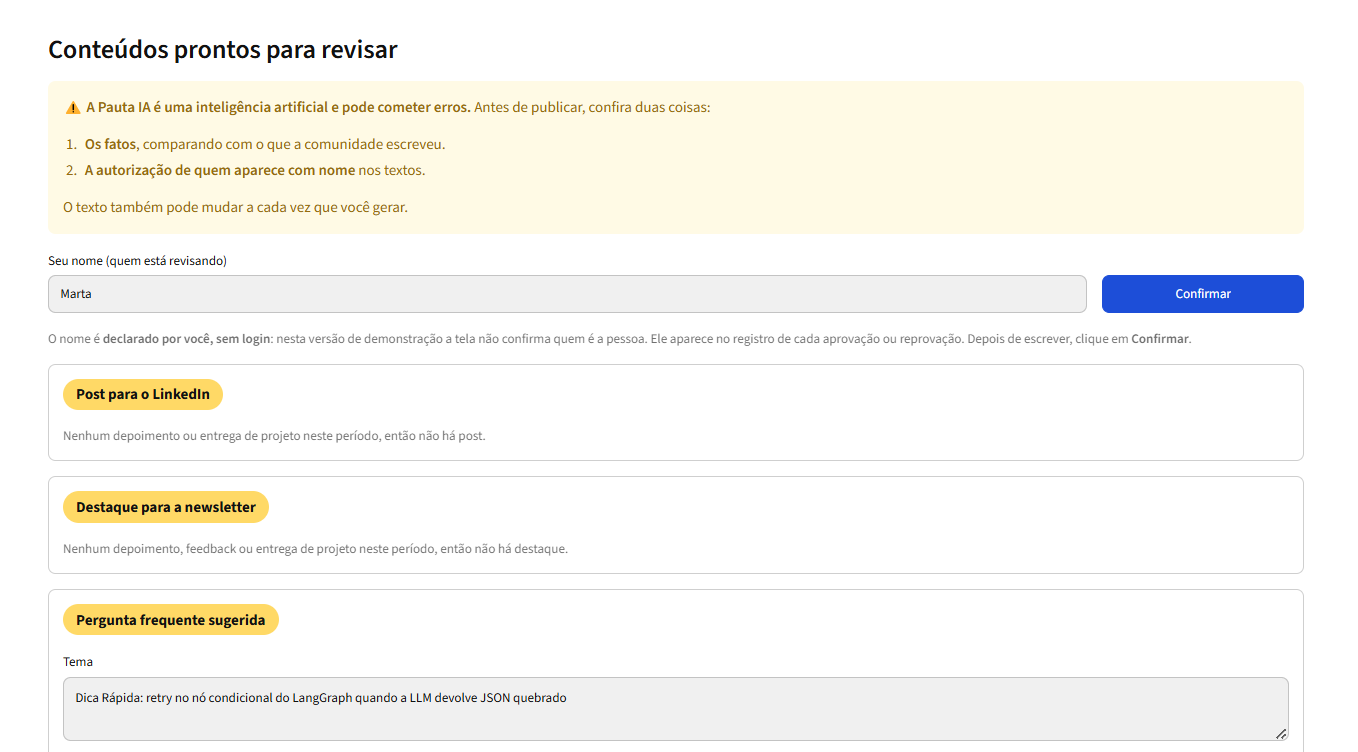 Conteúdos prontos para revisar
⚠ A Pauta IA é uma inteligência artificial e pode cometer erros. Antes de publicar, confira duas coisas:
1. Os fatos, comparando com o que a comunidade escreveu.
2. A autorização de quem aparece com nome nos textos.
O texto também pode mudar a cada vez que você gerar.
Seu nome (quem está revisando)
Marta
Confirmar
O nome é declarado por você, sem login: nesta versão de demonstração a tela não confirma quem é a pessoa. Ele aparece no registro de cada aprovação ou reprovação. Depois de escrever, clique em Confirmar.
Post para o LinkedIn
Nenhum depoimento ou entrega de projeto neste período, então não há post.
Destaque para a newsletter
Nenhum depoimento, feedback ou entrega de projeto neste período, então não há destaque.
Pergunta frequente sugerida
Tema
Dica Rápida: retry no nó condicional do LangGraph quando a LLM devolve JSON quebrado